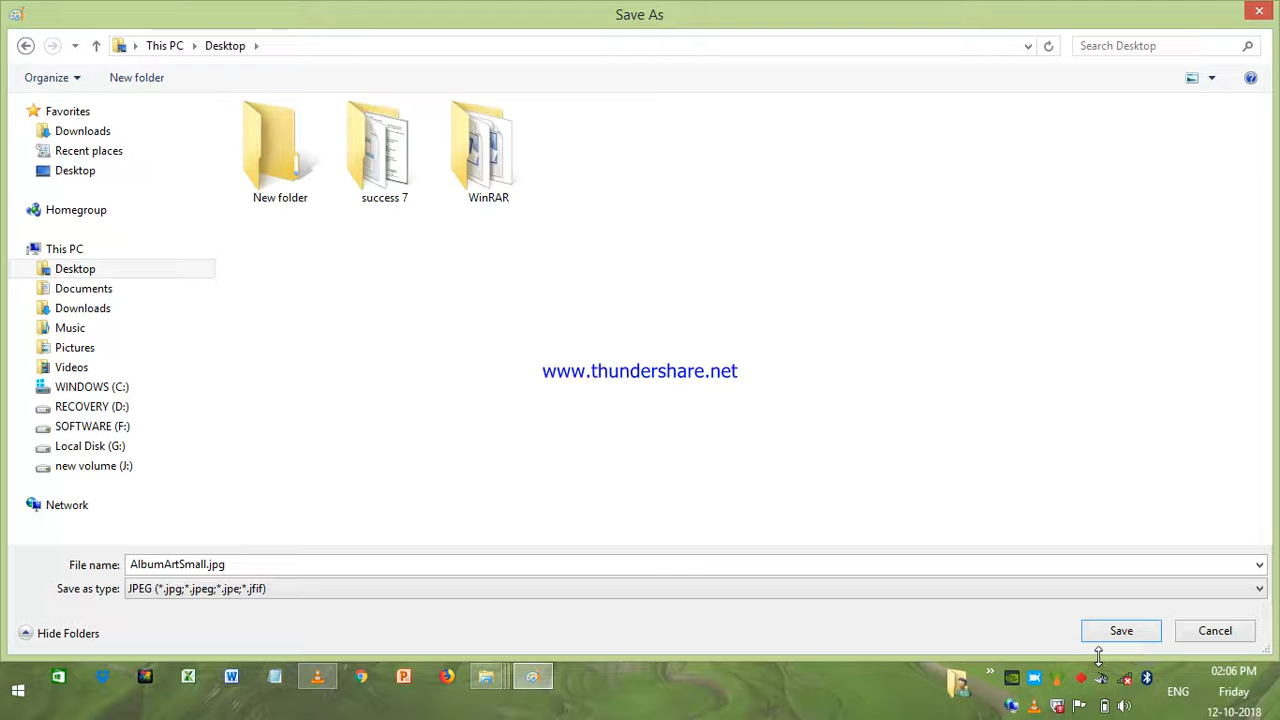 Save As
This PC Desktop
Search Desktop
Organize New folder
Favorites
Downloads
Recent places
Desktop
Homegroup
This PC
Desktop
Documents
Downloads
Music
Pictures
Videos
WINDOWS (C:)
RECOVERY (D:)
SOFTWARE (F:)
Local Disk (G:)
new volume (J:)
Network
New folder success 7 WinRAR
www.thundershare.net
File name: AlbumArtSmall.jpg
Save as type: JPEG (*.jpg;*.jpeg;*.jpe;*.jfif)
Hide Folders
Save Cancel
ENG
02:06 PM
Friday
12-10-2018